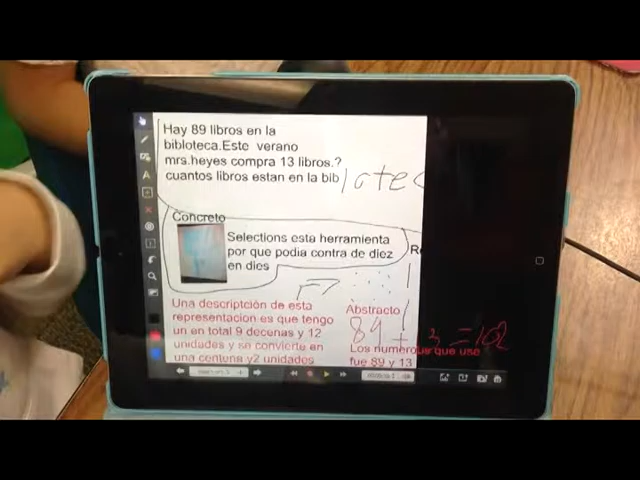 Hay 89 libros en la
bibloteca.Este verano
mrs.heyes compra 13 libros.?
cuantos libros estan en la bib
Concreto
Selections esta herramienta
por que podia contra de diez
en dies
R
Una descripción de esta
representacion es que tengo
un en total 9 decenas y 12
unidades y se convierte en
una centena y2 unidades
Abstracto
89 + 3 = 102
Los numeros que use
fue 89 y 13